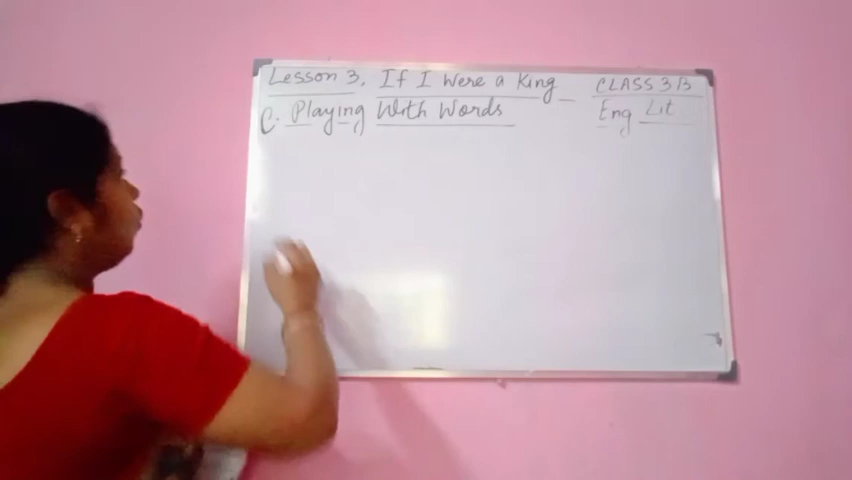 Lesson 3. If I were a King
CLASS 3 B
C. Playing With Words
Eng Lit